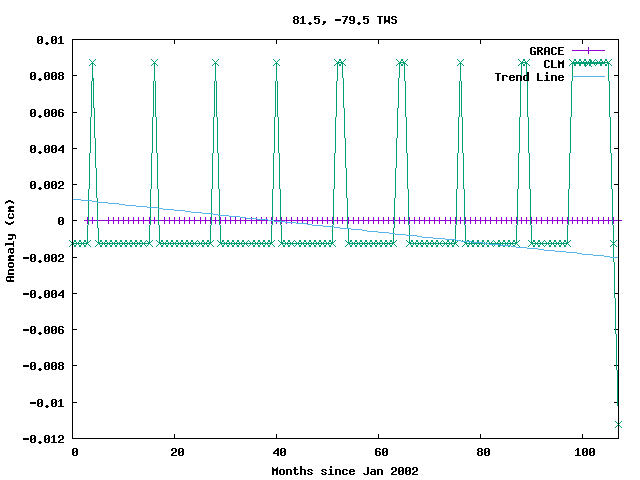 81.5, -79.5 TWS
GRACE
CLM
Trend Line
0.01
0.008
0.006
0.004
0.002
0
-0.002
-0.004
-0.006
-0.008
-0.01
-0.012
Anomaly (cm)
0 20 40 60 80 100
Months since Jan 2002